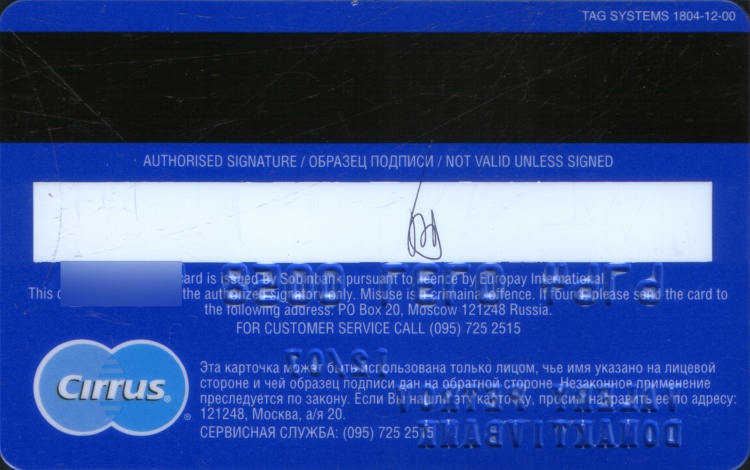 TAG SYSTEMS 1804-12-00
AUTHORISED SIGNATURE / ОБРАЗЕЦ ПОДПИСИ / NOT VALID UNLESS SIGNED
card is issued by Sobinbank pursuant to licence by Europay International
This the authorized signatory only. Misuse is criminal offence. If found please send the card to
the following address: PO Box 20, Moscow 121248 Russia.
FOR CUSTOMER SERVICE CALL (095) 725 2515
Cirrus®
Эта карточка может быть использована только лицом, чье имя указано на лицевой
стороне и чей образец подписи дан на обратной стороне. Незаконное применение
преследуется по закону. Если Вы нашли эту карточку, просим направить ее по адресу:
121248, Москва, а/я 20.
СЕРВИСНАЯ СЛУЖБА: (095) 725 2515